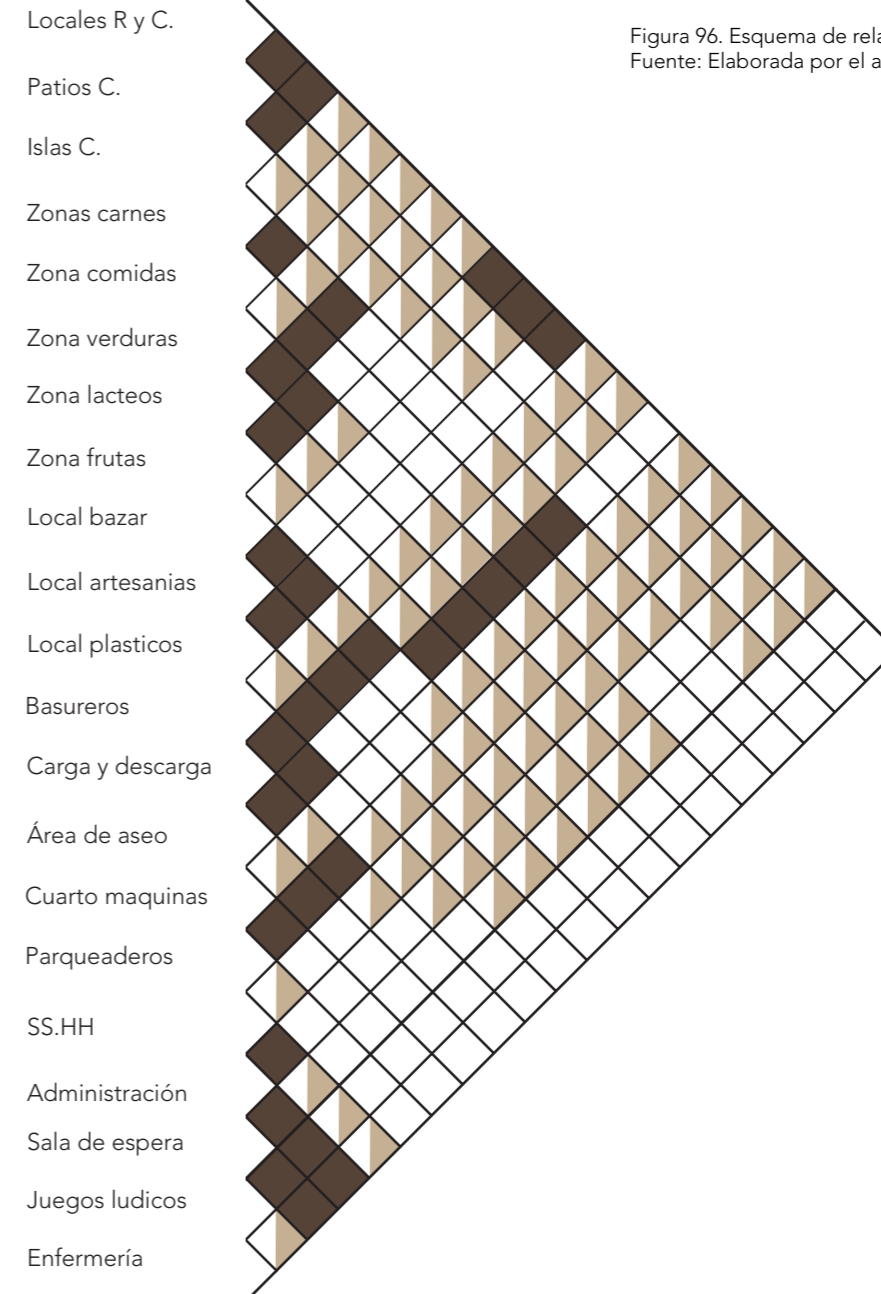 Locales R y C.
Figura 96. Esquema de rela
Fuente: Elaborada por el a
Patios C.
Islas C.
Zonas carnes
Zona comidas
Zona verduras
Zona lacteos
Zona frutas
Local bazar
Local artesanias
Local plasticos
Basureros
Carga y descarga
Área de aseo
Cuarto maquinas
Parqueaderos
SS.HH
Administración
Sala de espera
Juegos ludicos
Enfermería